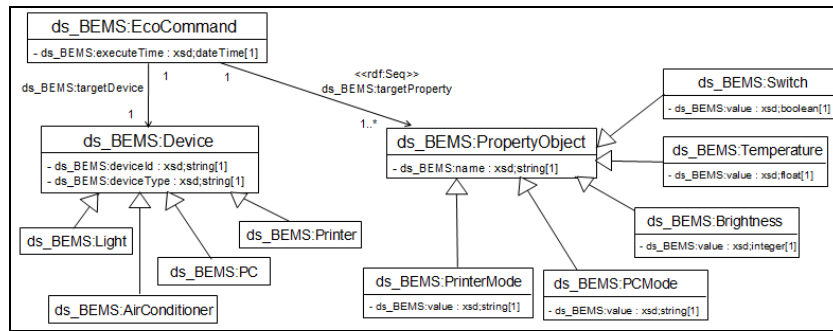 ds_BEMS:EcoCommand
- ds_BEMS:executeTime : xsd;dateTime[1]
1
1
<<rdf:Seq>>
ds_BEMS:targetDevice
ds_BEMS:targetProperty
1
1..*
ds_BEMS:Switch
- ds_BEMS:value : xsd;boolean[1]
ds_BEMS:Device
- ds_BEMS:deviceId : xsd;string[1]
- ds_BEMS:deviceType : xsd;string[1]
ds_BEMS:PropertyObject
- ds_BEMS:name : xsd;string[1]
ds_BEMS:Temperature
- ds_BEMS:value : xsd;float[1]
ds_BEMS:Light
ds_BEMS:Printer
ds_BEMS:Brightness
- ds_BEMS:value : xsd;integer[1]
ds_BEMS:PC
ds_BEMS:AirConditioner
ds_BEMS:PrinterMode
- ds_BEMS:value : xsd;string[1]
ds_BEMS:PCMode
- ds_BEMS:value : xsd;string[1]